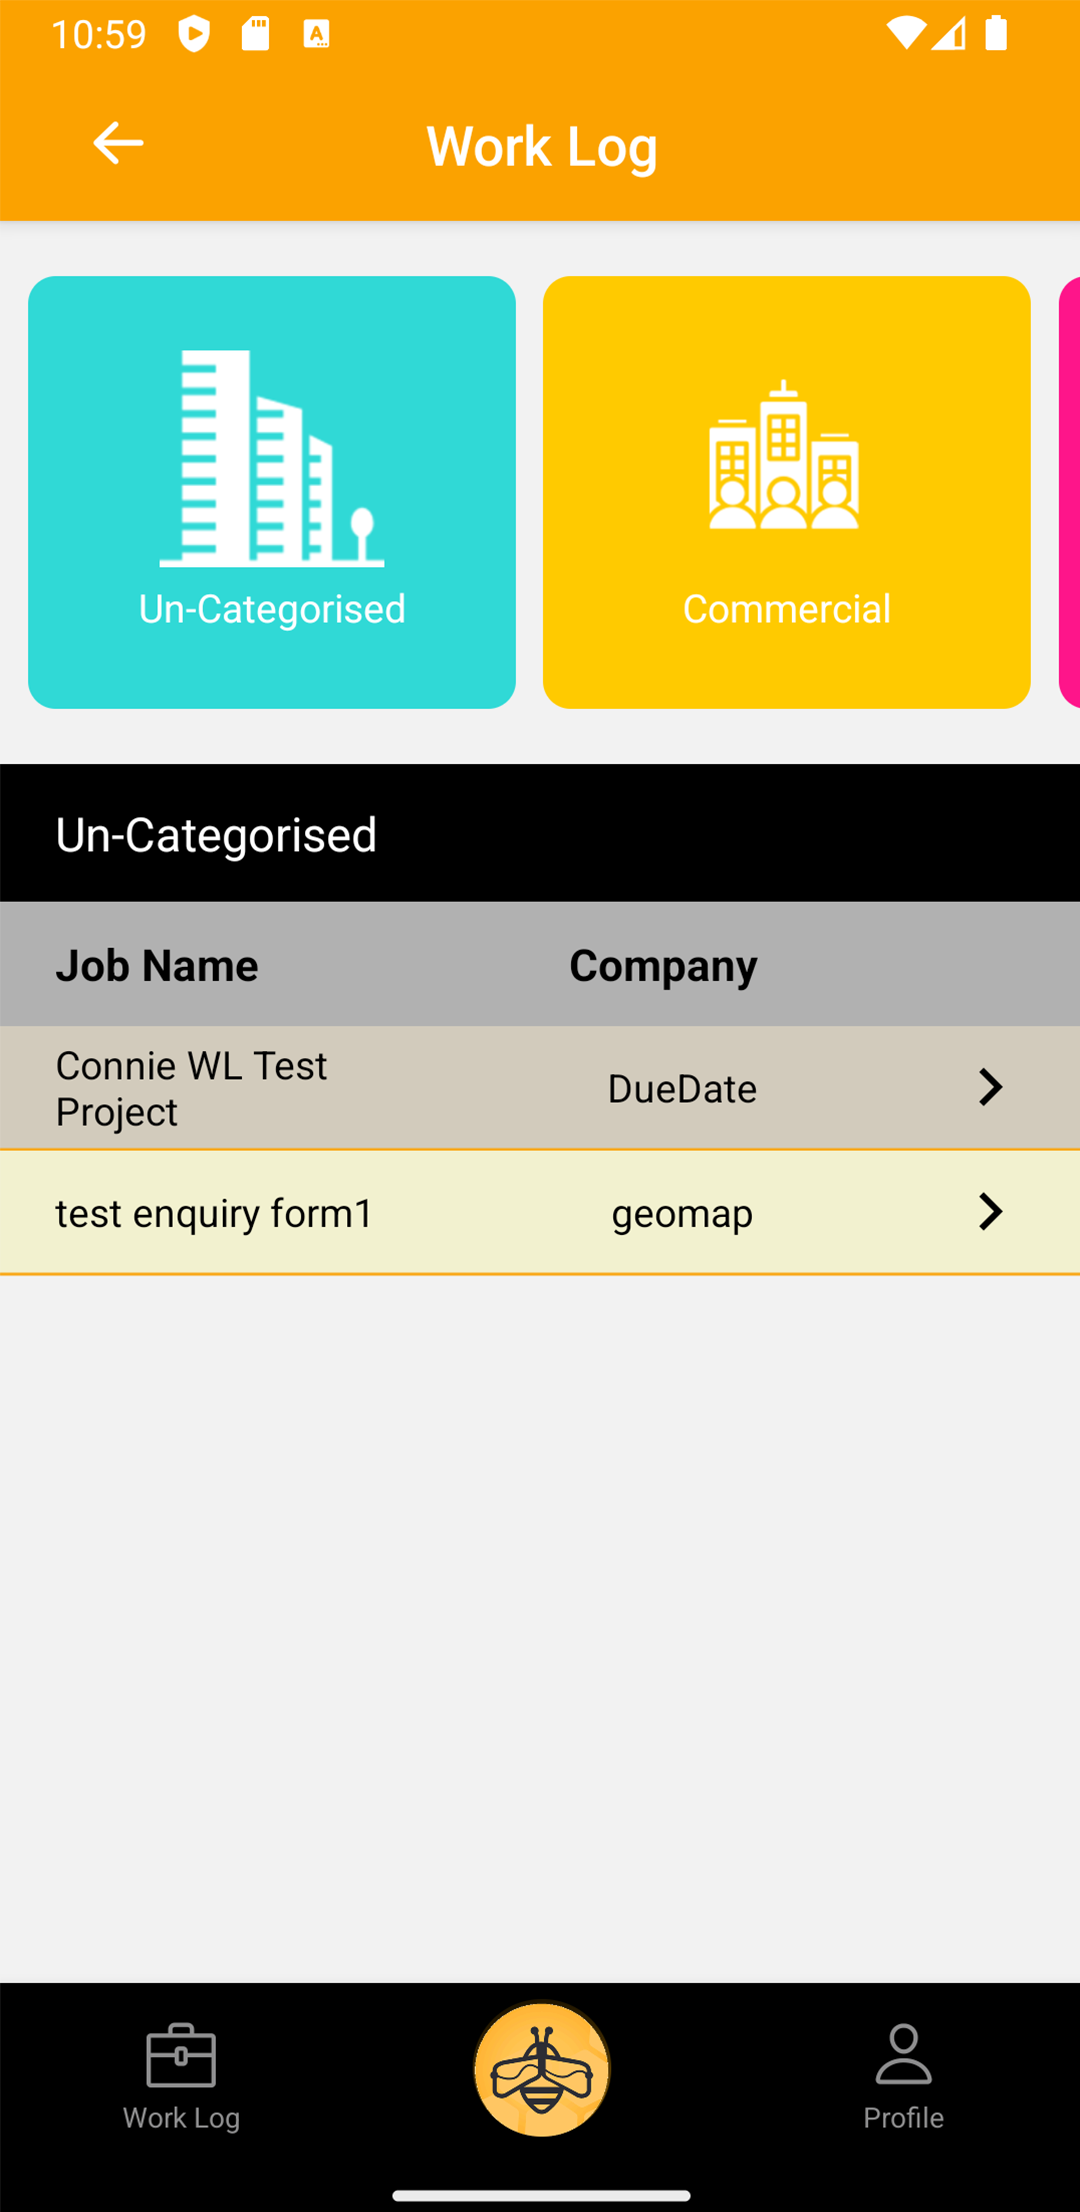 10:59
Work Log
Un-Categorised
Commercial
Un-Categorised
Job Name Company
Connie WL Test
Project
DueDate
test enquiry form1 geomap
Work Log
Profile